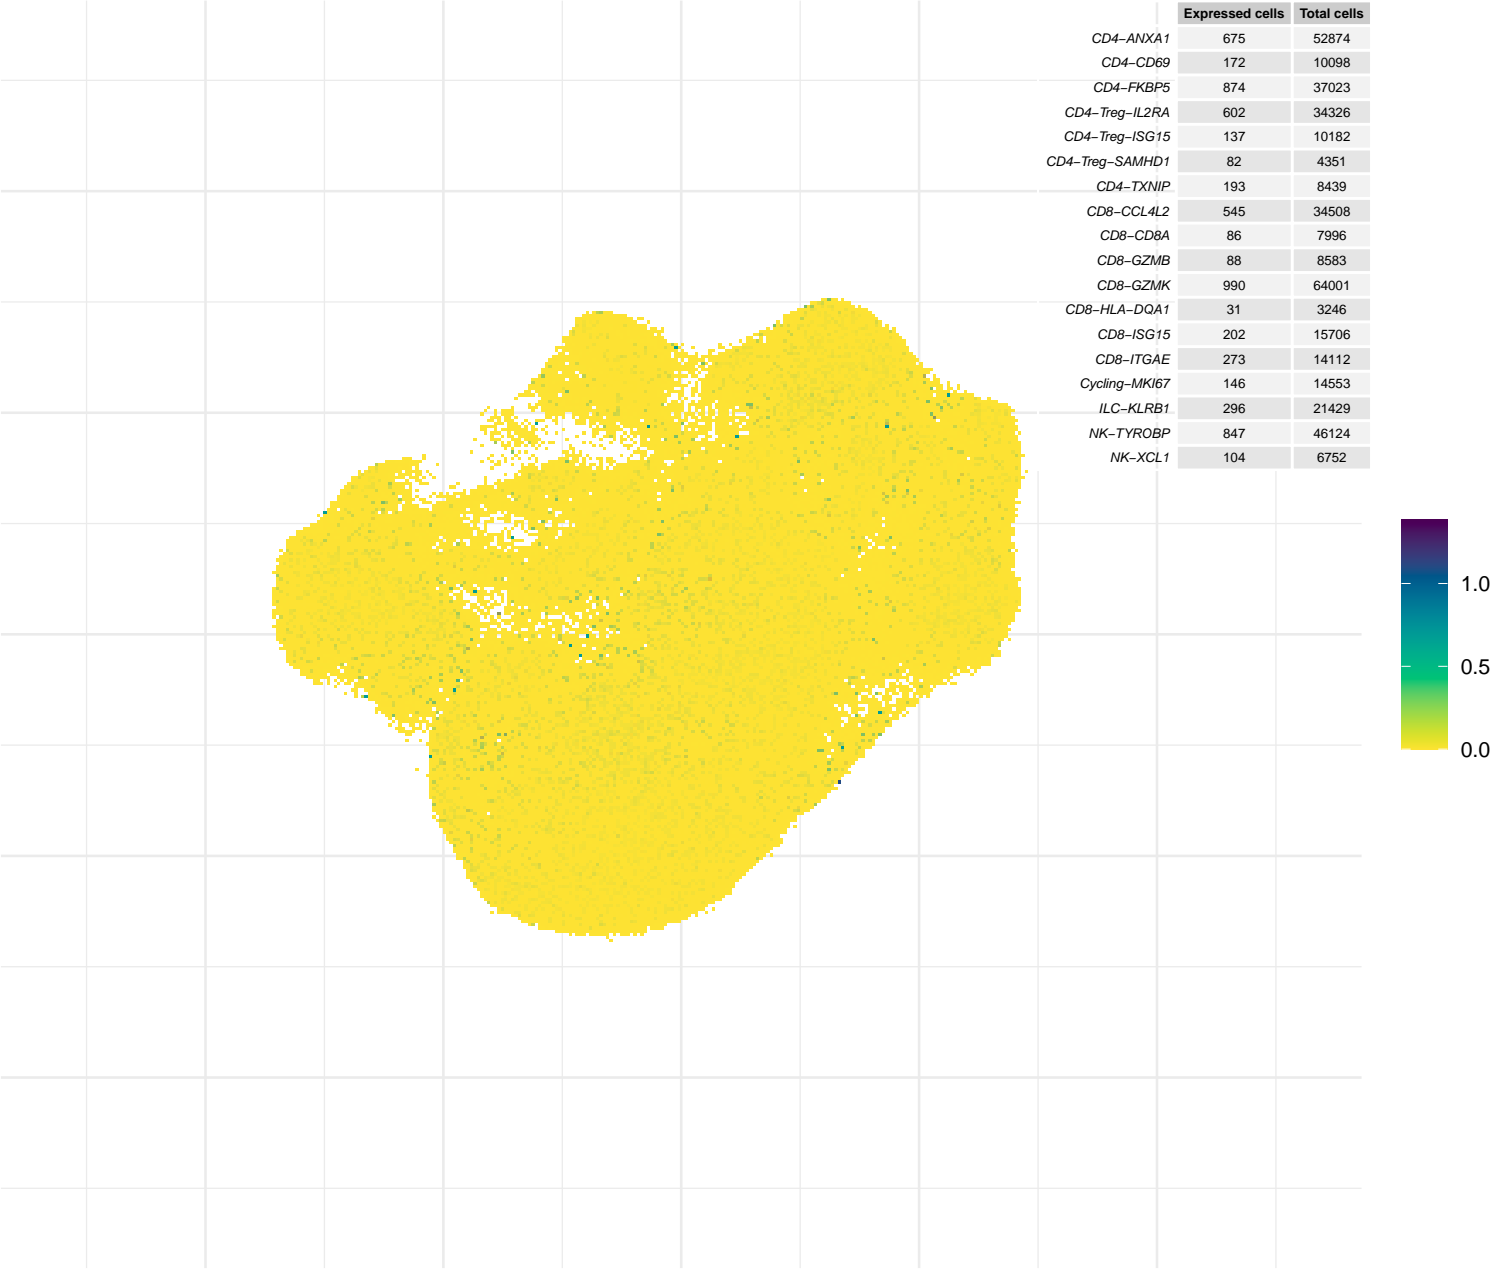 Expressed cells Total cells
CD4−ANXA1 675 52874
CD4−CD69 172 10098
CD4−FKBP5 874 37023
CD4−Treg−IL2RA 602 34326
CD4−Treg−ISG15 137 10182
CD4−Treg−SAMHD1 82 4351
CD4−TXNIP 193 8439
CD8−CCL4L2 545 34508
CD8−CD8A 86 7996
CD8−GZMB 88 8583
CD8−GZMK 990 64001
CD8−HLA−DQA1 31 3246
CD8−ISG15 202 15706
CD8−ITGAE 273 14112
Cycling−MKI67 146 14553
ILC−KLRB1 296 21429
NK−TYROBP 847 46124
NK−XCL1 104 6752
1.0
0.5
0.0